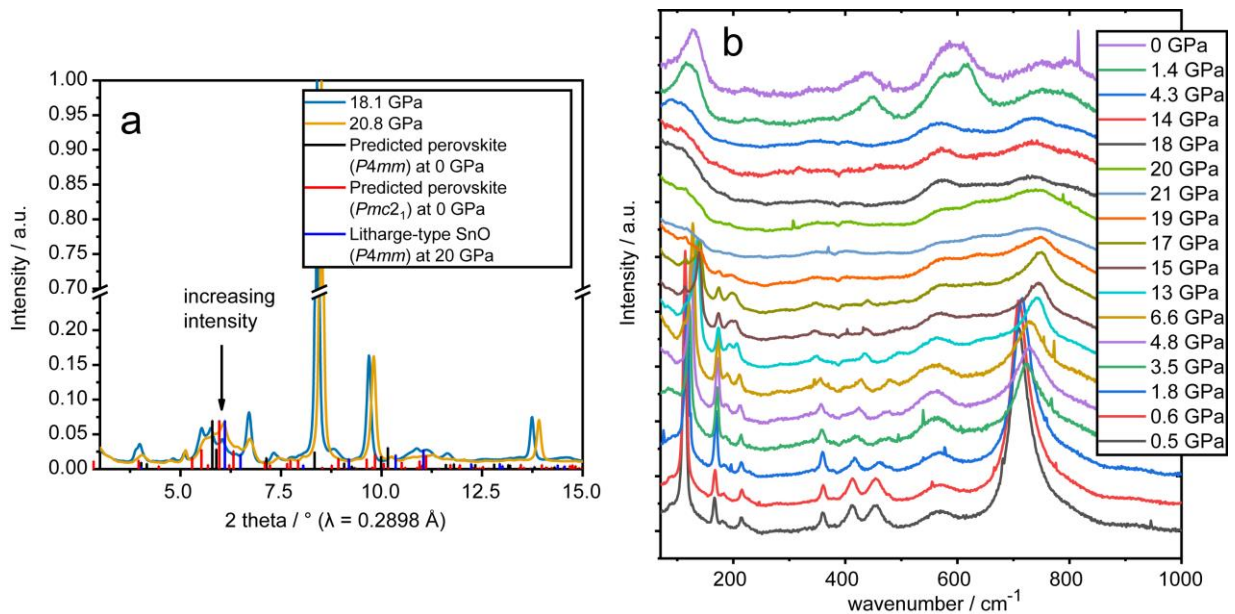 a
1.00
0.95
0.90
0.85
0.80
0.75
0.70
0.20
0.15
0.10
0.05
0.00
Intensity / a.u.
18.1 GPa
20.8 GPa
Predicted perovskite
(P4mm) at 0 GPa
Predicted perovskite
(Pmc2₁) at 0 GPa
Litharge-type SnO
(P4mm) at 20 GPa
increasing
intensity
5.0
7.5
10.0
12.5
15.0
2 theta / ° (λ = 0.2898 Å)
b
Intensity / a.u.
0 GPa
1.4 GPa
4.3 GPa
14 GPa
18 GPa
20 GPa
21 GPa
19 GPa
17 GPa
15 GPa
13 GPa
6.6 GPa
4.8 GPa
3.5 GPa
1.8 GPa
0.6 GPa
0.5 GPa
200
400
600
800
1000
wavenumber / cm⁻¹